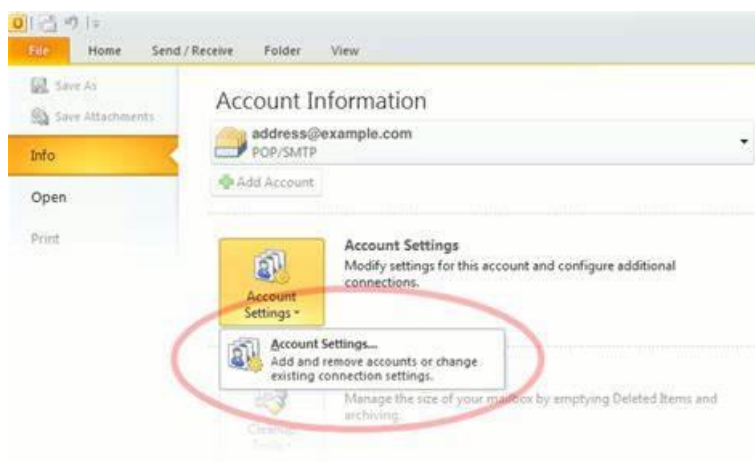 File Home Send / Receive Folder View
Save As
Save Attachments
Info
Open
Print
Account Information
address@example.com
POP/SMTP
Add Account
Account
Settings
Account Settings
Modify settings for this account and configure additional
connections.
Account Settings...
Add and remove accounts or change
existing connection settings.
Manage the size of your mailbox by emptying Deleted Items and
archiving.
Cleanup
Tools